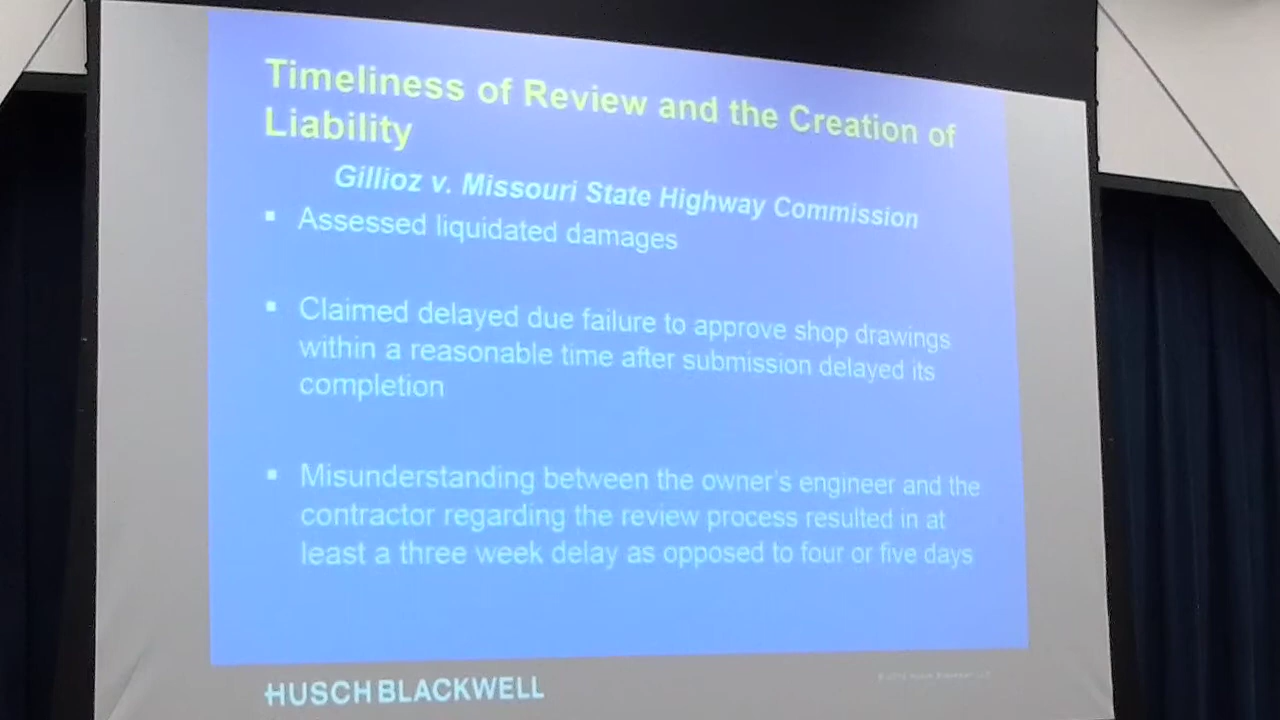 Timeliness of Review and the Creation of
Liability
Gillioz v. Missouri State Highway Commission
▪ Assessed liquidated damages
▪ Claimed delayed due failure to approve shop drawings
within a reasonable time after submission delayed its
completion
▪ Misunderstanding between the owner's engineer and the
contractor regarding the review process resulted in at
least a three week delay as opposed to four or five days
HUSCH BLACKWELL